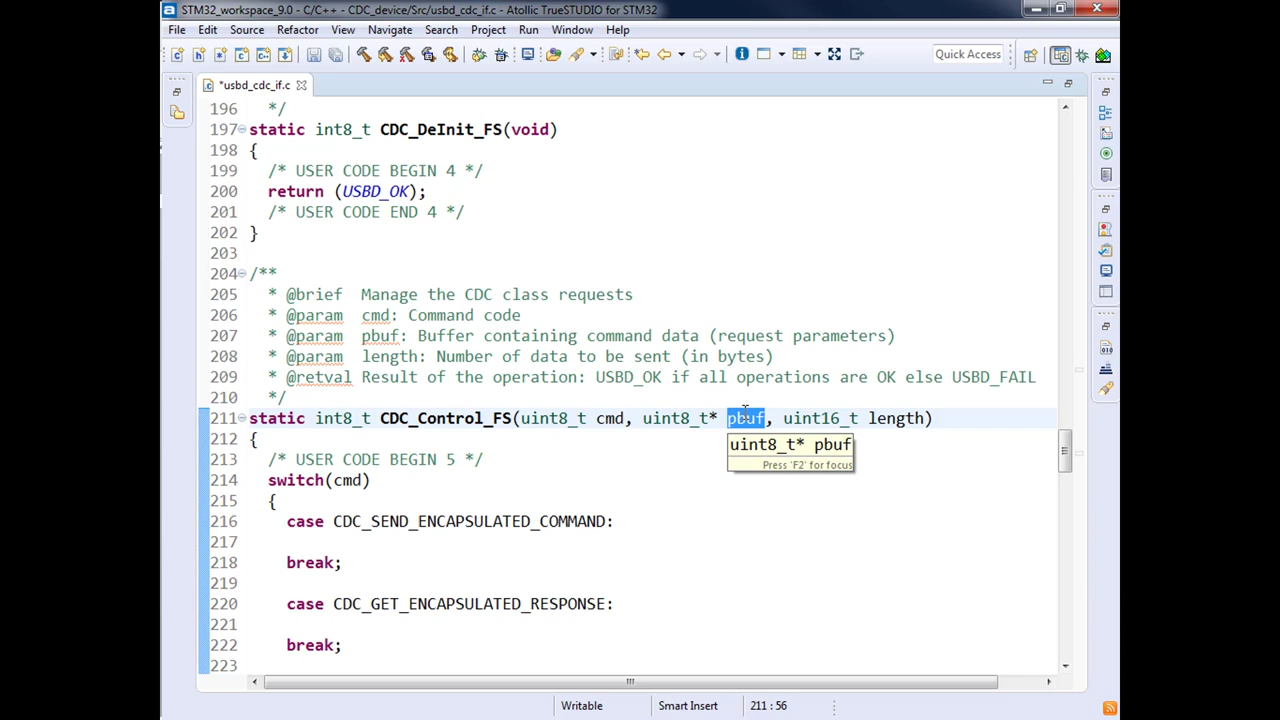 STM32_workspace_9.0 - C/C++ - CDC_device/Src/usbd_cdc_if.c - Atollic TrueSTUDIO for STM32
File Edit Source Refactor View Navigate Search Project Run Window Help
Quick Access
*usbd_cdc_if.c
196 */
197 static int8_t CDC_DeInit_FS(void)
198 {
199 /* USER CODE BEGIN 4 */
200 return (USBD_OK);
201 /* USER CODE END 4 */
202 }
203
204 /**
205 * @brief Manage the CDC class requests
206 * @param cmd: Command code
207 * @param pbuf: Buffer containing command data (request parameters)
208 * @param length: Number of data to be sent (in bytes)
209 * @retval Result of the operation: USBD_OK if all operations are OK else USBD_FAIL
210 */
211 static int8_t CDC_Control_FS(uint8_t cmd, uint8_t* pbuf, uint16_t length)
212 {
uint8_t* pbuf
Press 'F2' for focus
213 /* USER CODE BEGIN 5 */
214 switch(cmd)
215 {
216 case CDC_SEND_ENCAPSULATED_COMMAND:
217
218 break;
219
220 case CDC_GET_ENCAPSULATED_RESPONSE:
221
222 break;
223
Writable Smart Insert 211 : 56